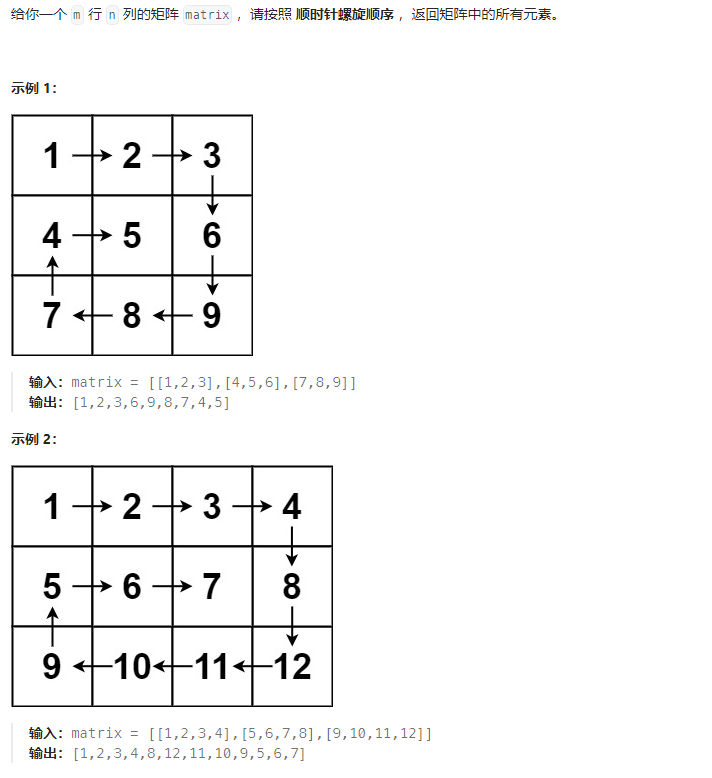 给你一个 m 行 n 列的矩阵 matrix ，请按照 顺时针螺旋顺序 ，返回矩阵中的所有元素。
示例 1：
1 2 3
4 5 6
7 8 9
输入：matrix = [[1,2,3],[4,5,6],[7,8,9]]
输出：[1,2,3,6,9,8,7,4,5]
示例 2：
1 2 3 4
5 6 7 8
9 10 11 12
输入：matrix = [[1,2,3,4],[5,6,7,8],[9,10,11,12]]
输出：[1,2,3,4,8,12,11,10,9,5,6,7]